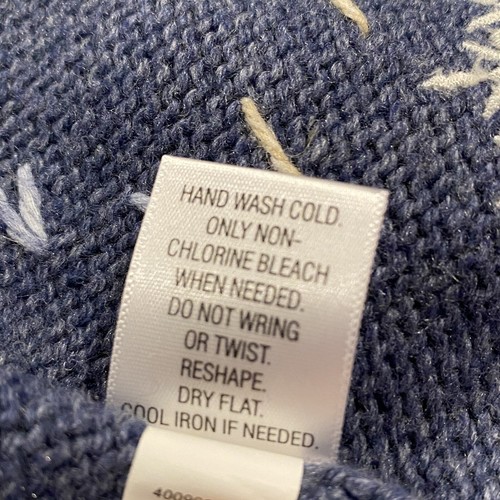 HAND WASH COLD.
ONLY NON-
CHLORINE BLEACH
WHEN NEEDED.
DO NOT WRING
OR TWIST.
RESHAPE.
DRY FLAT.
COOL IRON IF NEEDED.